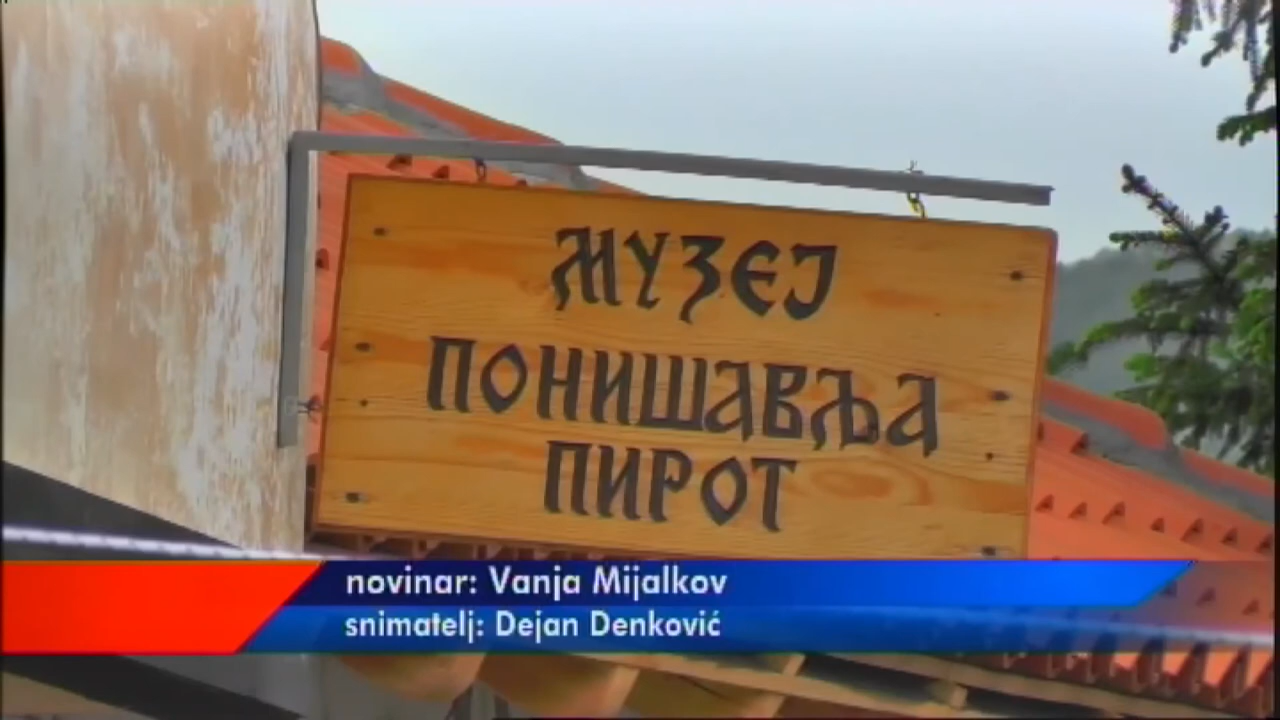 МУЗЕЈ
ПОНИШАВЉА
ПИРОТ
novinar: Vanja Mijalkov
snimatelj: Dejan Denković